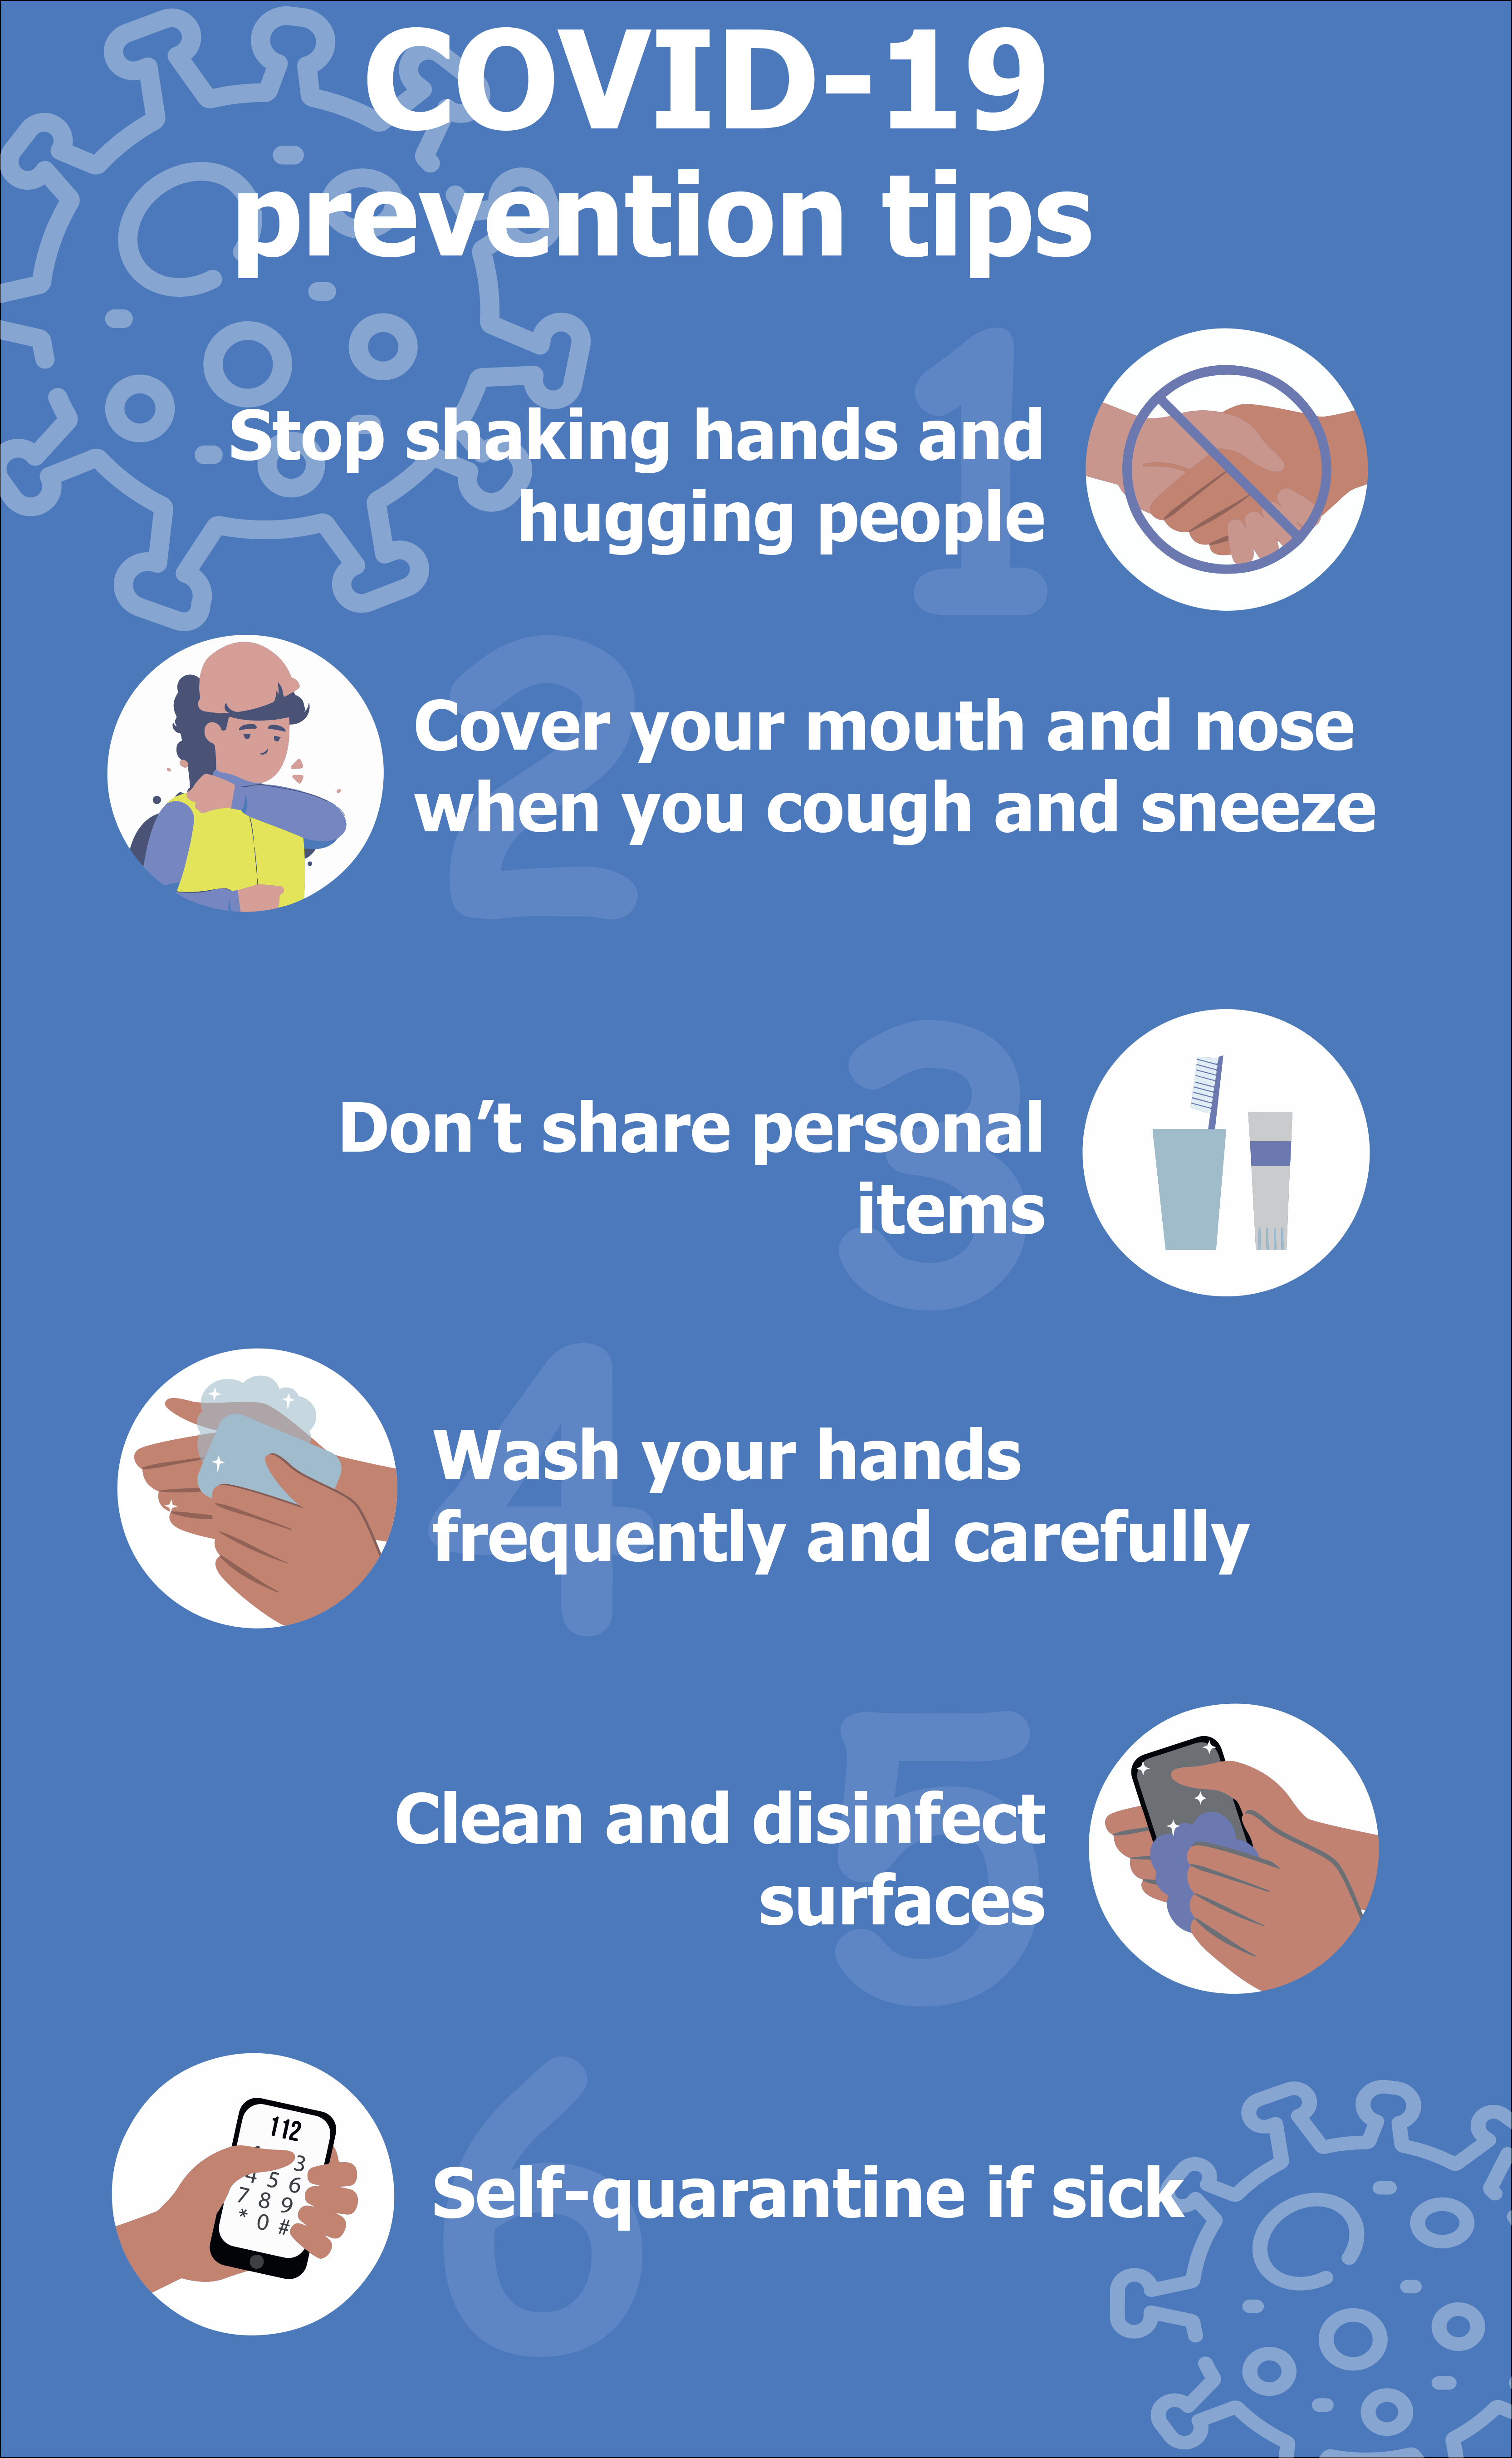 COVID-19
prevention tips
1
Stop shaking hands and
hugging people
2
Cover your mouth and nose
when you cough and sneeze
3
Don’t share personal
items
4
Wash your hands
frequently and carefully
5
Clean and disinfect
surfaces
6
Self-quarantine if sick
112
3
4 5 6
7 8 9
* 0 #